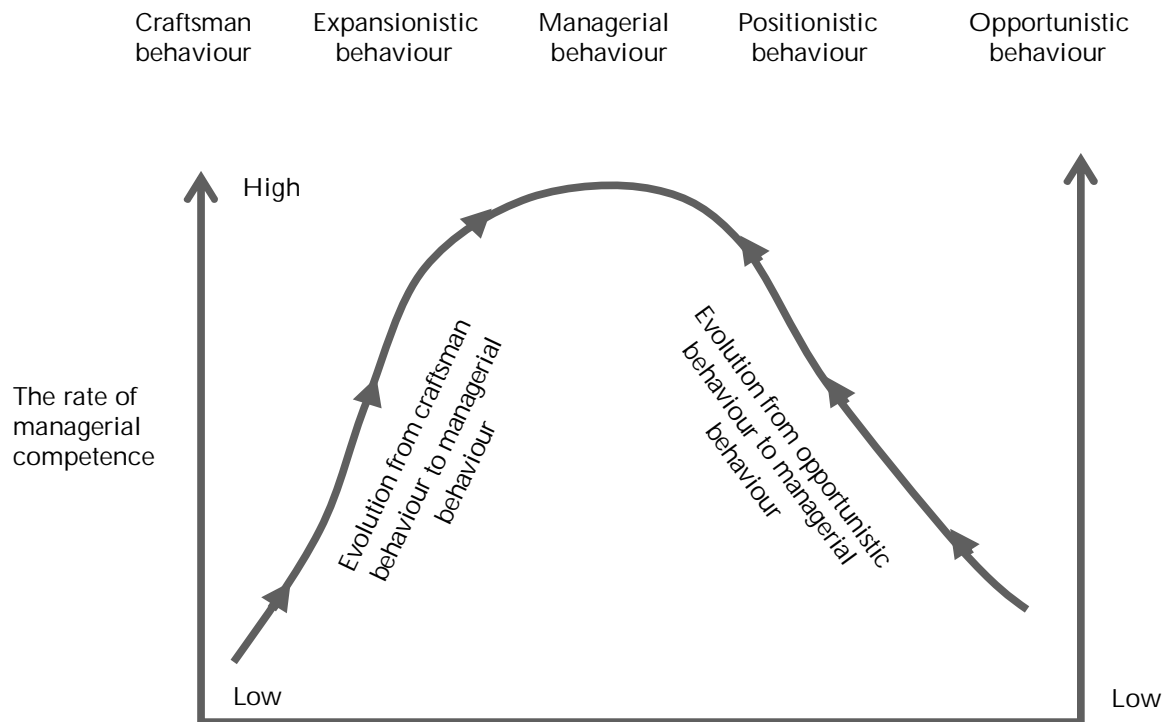 Craftsman
behaviour
Expansionistic
behaviour
Managerial
behaviour
Positionistic
behaviour
Opportunistic
behaviour
High
The rate of
managerial
competence
Evolution from craftsman
behaviour to managerial
behaviour
Evolution from opportunistic
behaviour to managerial
behaviour
Low
Low